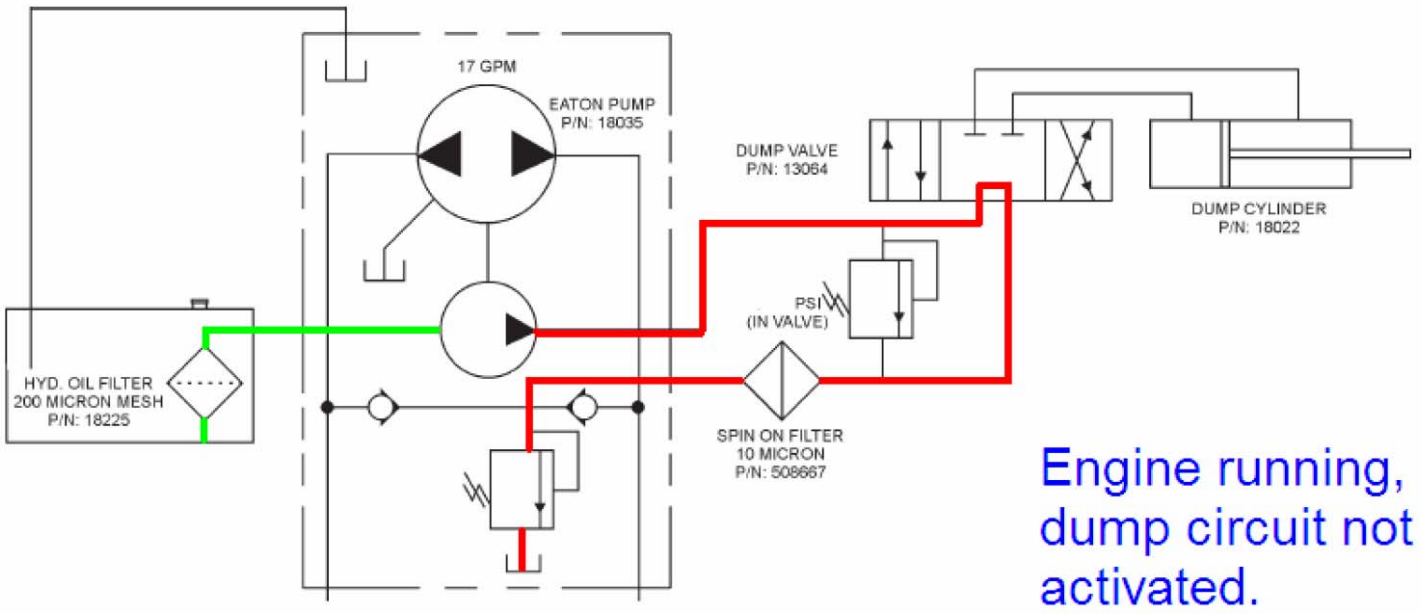 17 GPM
EATON PUMP
P/N: 18035
DUMP VALVE
P/N: 13064
DUMP CYLINDER
P/N: 18022
PSI
(IN VALVE)
HYD. OIL FILTER
200 MICRON MESH
P/N: 18225
SPIN ON FILTER
10 MICRON
P/N: 508667
Engine running,
dump circuit not
activated.